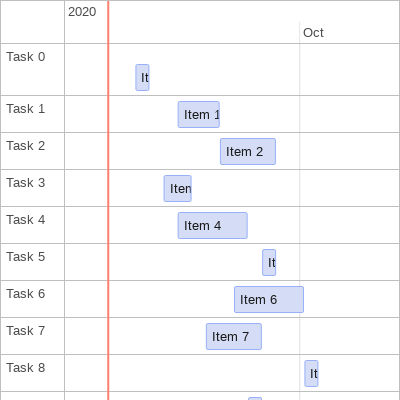 2020
Oct
Task 0
It
Task 1
Item 1
Task 2
Item 2
Task 3
Iten
Task 4
Item 4
Task 5
It
Task 6
Item 6
Task 7
Item 7
Task 8
It